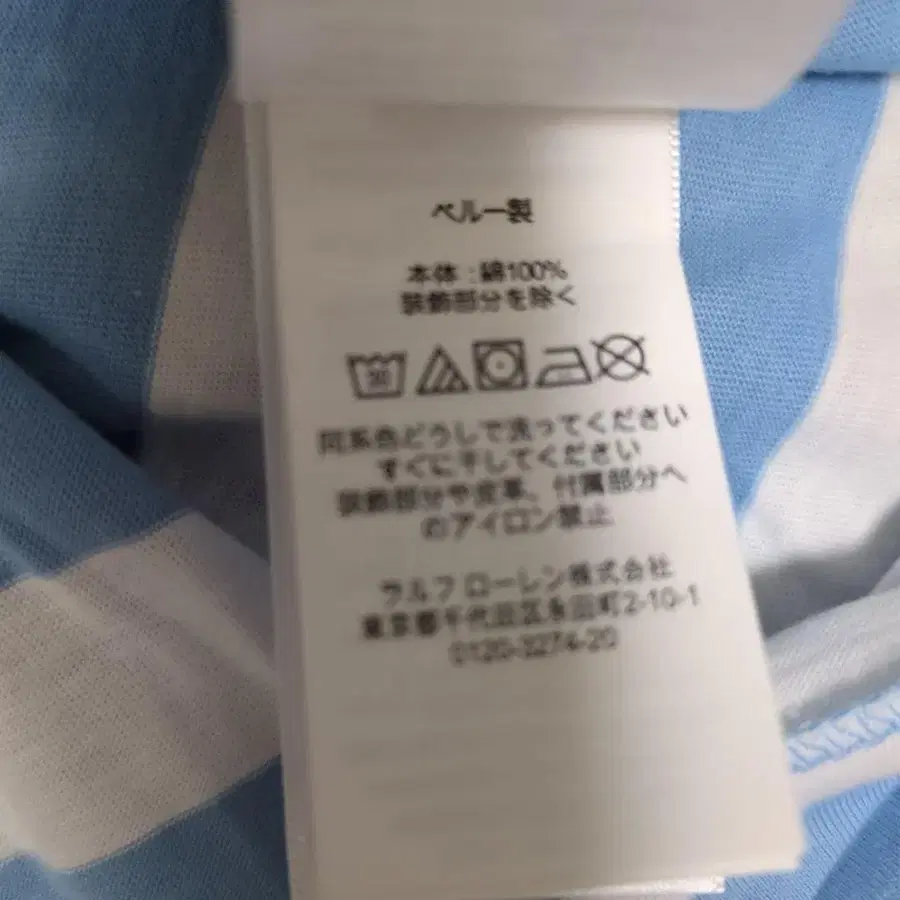 ペルー製
本体 : 綿100%
装飾部分を除く
30
同系色どうしで洗ってください
すぐに干してください
装飾部分や皮革、付属部分へ
のアイロン禁止
ラルフ ローレン株式会社
東京都千代田区永田町2-10-1
0120-3274-20